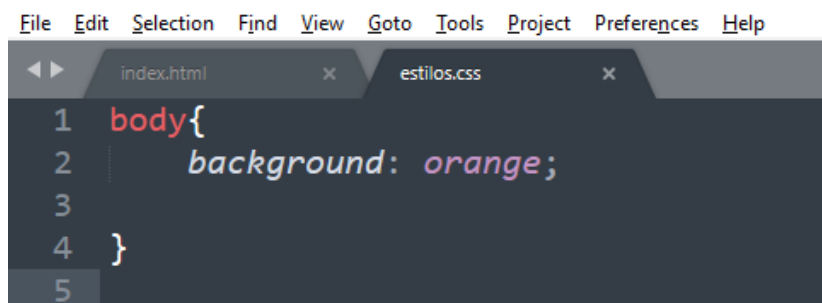 File Edit Selection Find View Goto Tools Project Preferences Help
index.html × estilos.css ×
1 body{
2 background: orange;
3
4 }
5